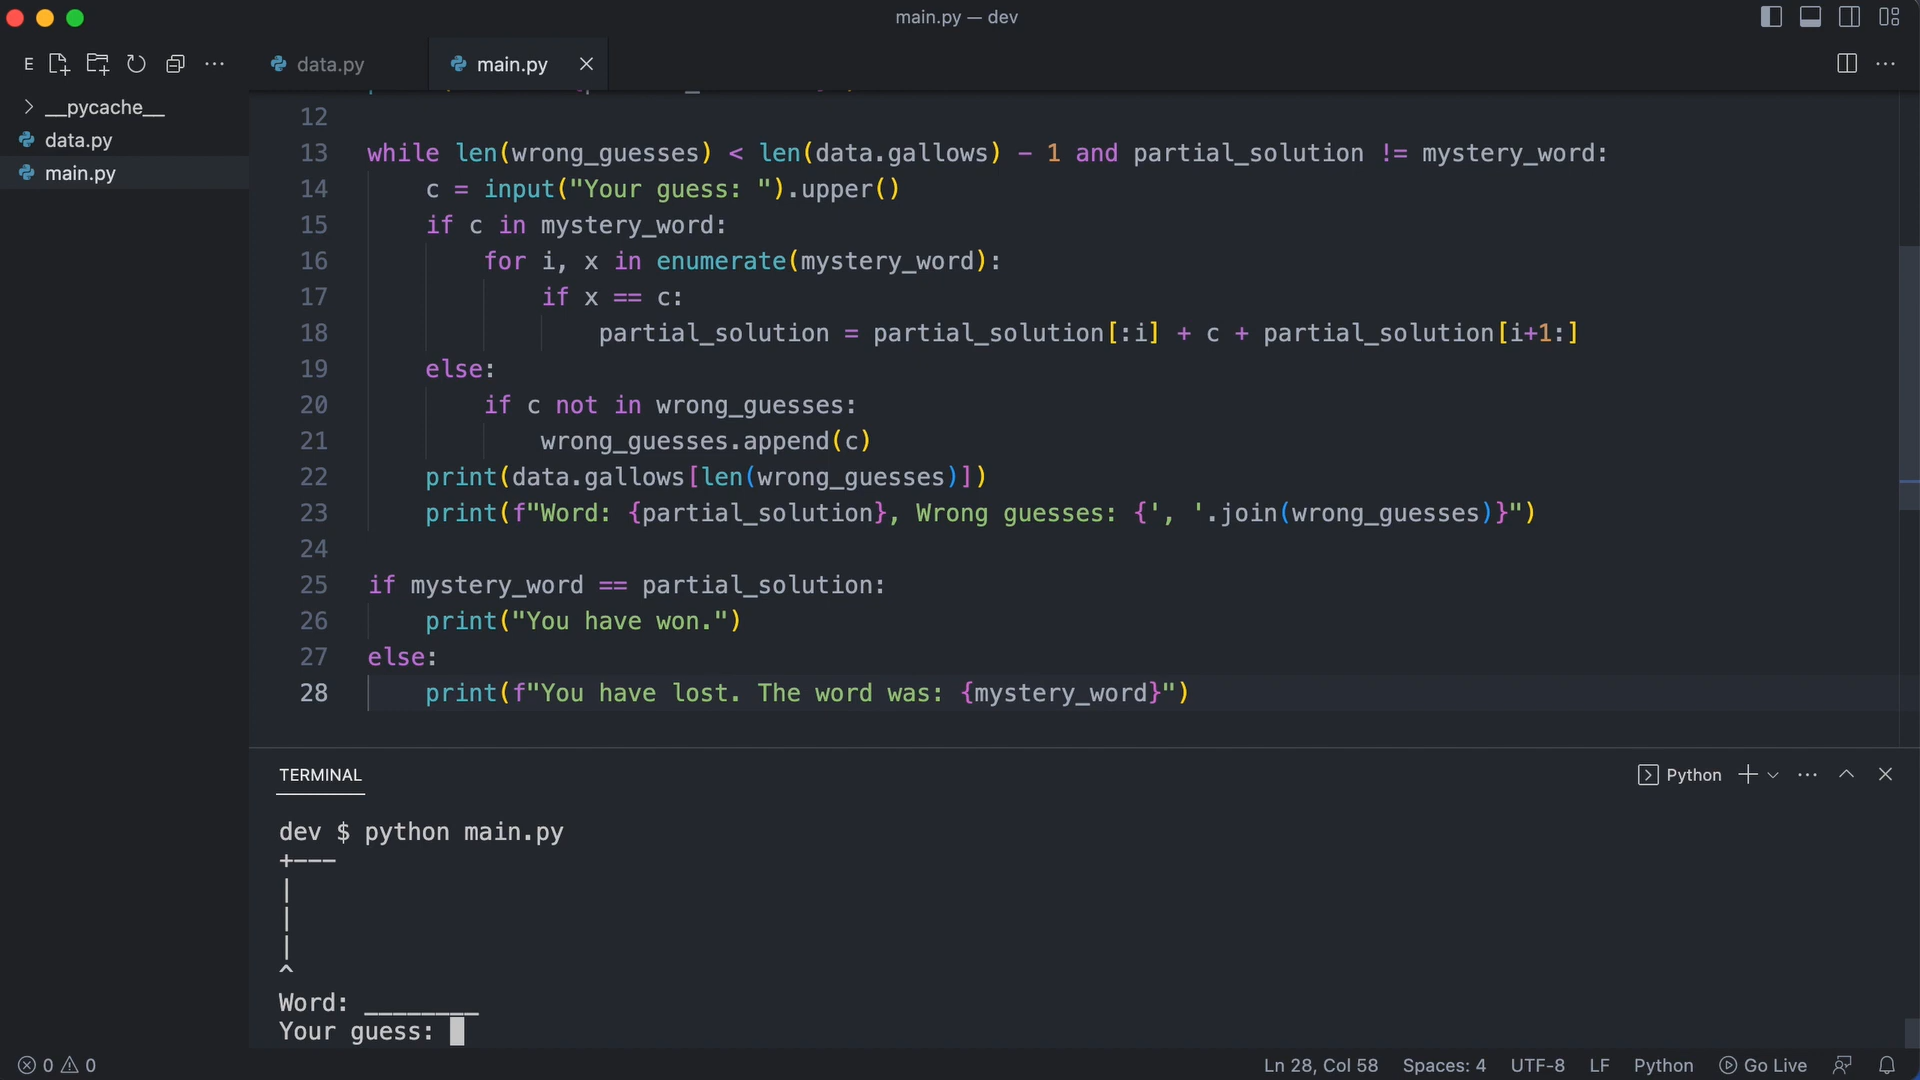 main.py — dev
E
data.py
main.py
__pycache__
data.py
main.py
12
13 while len(wrong_guesses) < len(data.gallows) - 1 and partial_solution != mystery_word:
14     c = input("Your guess: ").upper()
15     if c in mystery_word:
16         for i, x in enumerate(mystery_word):
17             if x == c:
18                 partial_solution = partial_solution[:i] + c + partial_solution[i+1:]
19     else:
20         if c not in wrong_guesses:
21             wrong_guesses.append(c)
22     print(data.gallows[len(wrong_guesses)])
23     print(f"Word: {partial_solution}, Wrong guesses: {', '.join(wrong_guesses)}")
24
25 if mystery_word == partial_solution:
26     print("You have won.")
27 else:
28     print(f"You have lost. The word was: {mystery_word}")
TERMINAL
Python
dev $ python main.py
+---
|
|
|
^
Word: ________
Your guess:
0 0
Ln 28, Col 58 Spaces: 4 UTF-8 LF Python Go Live